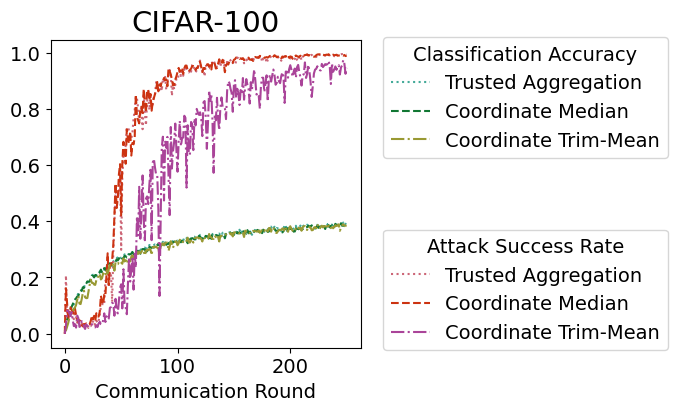 CIFAR-100
1.0
0.8
0.6
0.4
0.2
0.0
0
100
200
Communication Round
Classification Accuracy
Trusted Aggregation
Coordinate Median
Coordinate Trim-Mean
Attack Success Rate
Trusted Aggregation
Coordinate Median
Coordinate Trim-Mean